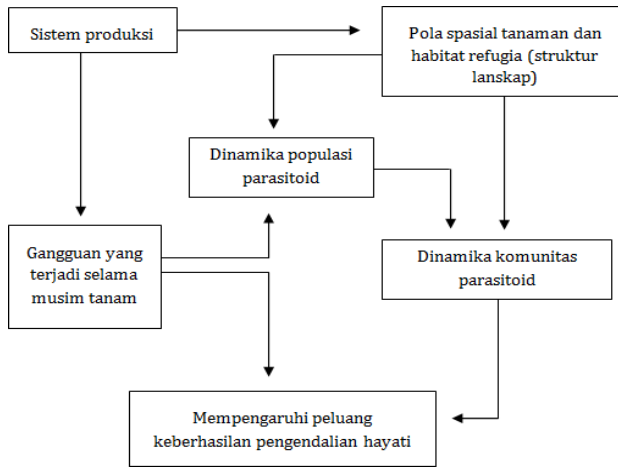 Sistem produksi
Pola spasial tanaman dan
habitat refugia (struktur
lanskap)
Dinamika populasi
parasitoid
Gangguan yang
terjadi selama
musim tanam
Dinamika komunitas
parasitoid
Mempengaruhi peluang
keberhasilan pengendalian hayati